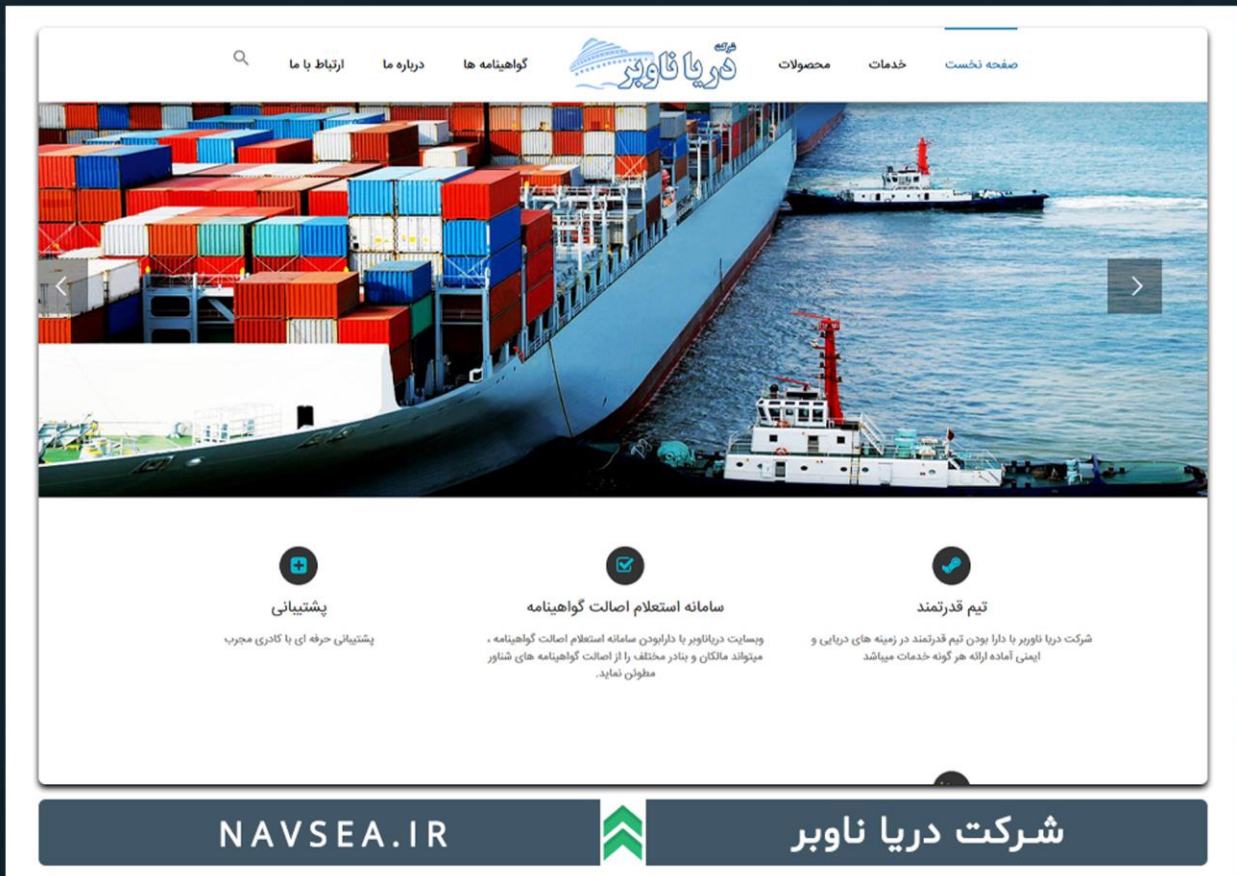 صفحه نخست
خدمات
محصولات
شرکت
دریا ناوبر
گواهینامه ها
درباره ما
ارتباط با ما
تیم قدرتمند
شرکت دریا ناوربر با دارا بودن تیم قدرتمند در زمینه های دریایی و
ایمنی آماده ارائه هر گونه خدمات میباشد
سامانه استعلام اصالت گواهینامه
وبسایت دریاناوبر با دارابودن سامانه استعلام اصالت گواهینامه ،
میتواند مالکان و بنادر مختلف را از اصالت گواهینامه های شناور
مطوئن نماید.
پشتیبانی
پشتیبانی حرفه ای با کادری مجرب
شرکت دریا ناوبر
NAVSEA.IR